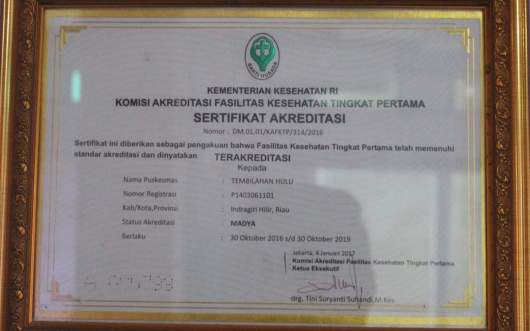 BAKTI HUSADA
KEMENTERIAN KESEHATAN RI
KOMISI AKREDITASI FASILITAS KESEHATAN TINGKAT PERTAMA
SERTIFIKAT AKREDITASI
Nomor : DM.01.01/KAFKTP/314/2016
Sertifikat ini diberikan sebagai pengakuan bahwa Fasilitas Kesehatan Tingkat Pertama telah memenuhi
standar akreditasi dan dinyatakan TERAKREDITASI
Kepada
Nama Puskesmas : TEMBILAHAN HULU
Nomor Registrasi : P1403061101
Kab/Kota,Provinsi : Indragiri Hilir, Riau
Status Akreditasi : MADYA
Berlaku : 30 Oktober 2016 s/d 30 Oktober 2019
Jakarta, 4 Januari 2017
Komisi Akreditasi Fasilitas Kesehatan Tingkat Pertama
Ketua Eksekutif
drg. Tini Suryanti Suhandi, M.Kes